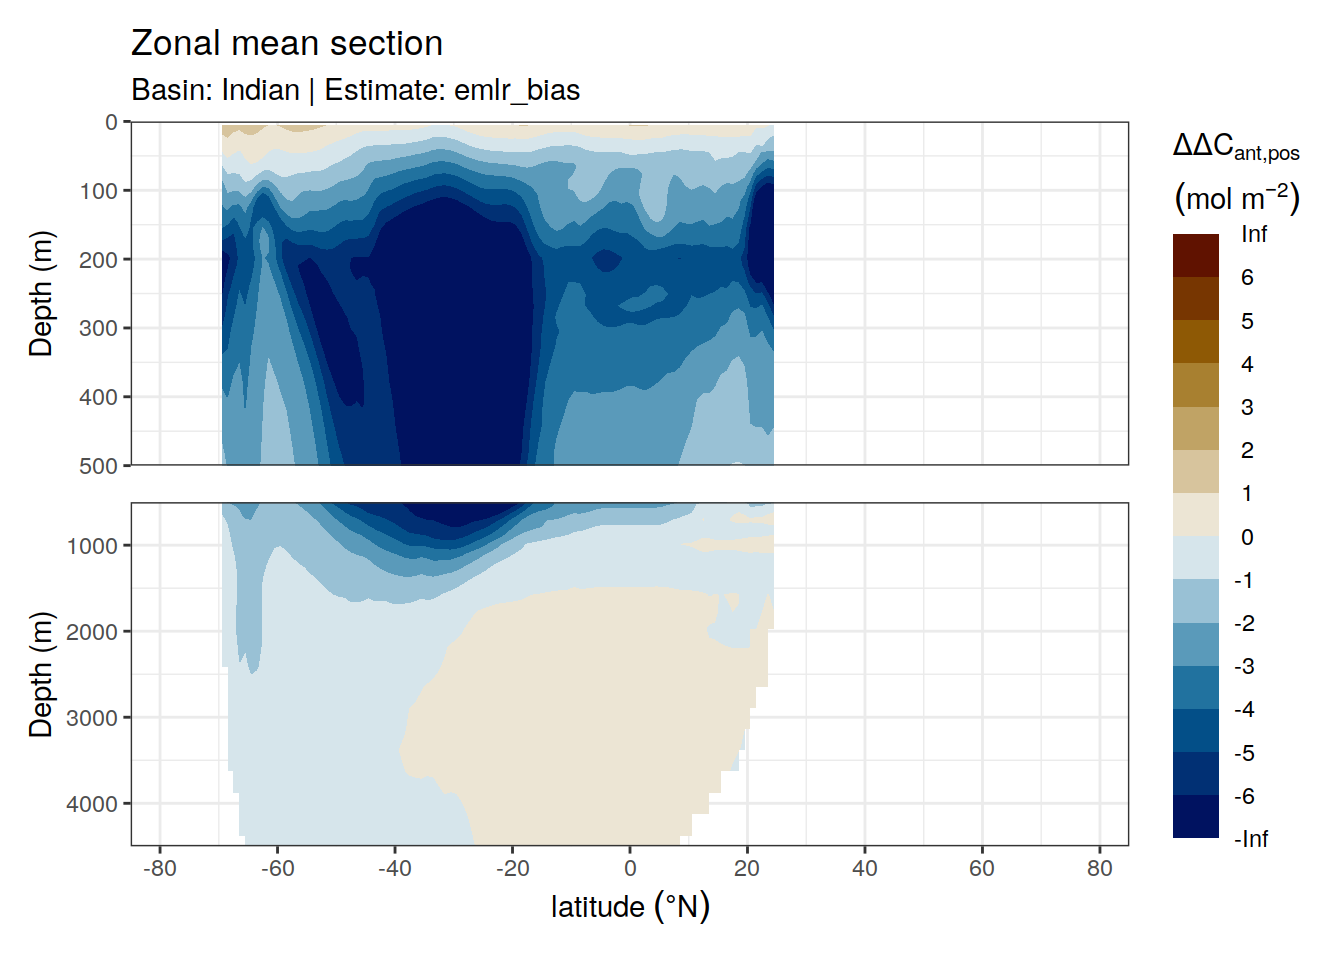 Zonal mean section
Basin: Indian | Estimate: emlr_bias
0
100
200
300
400
500
Depth (m)
1000
2000
3000
4000
Depth (m)
-80 -60 -40 -20 0 20 40 60 80
latitude (°N)
ΔΔCant,pos
(mol m−2)
Inf
6
5
4
3
2
1
0
-1
-2
-3
-4
-5
-6
-Inf